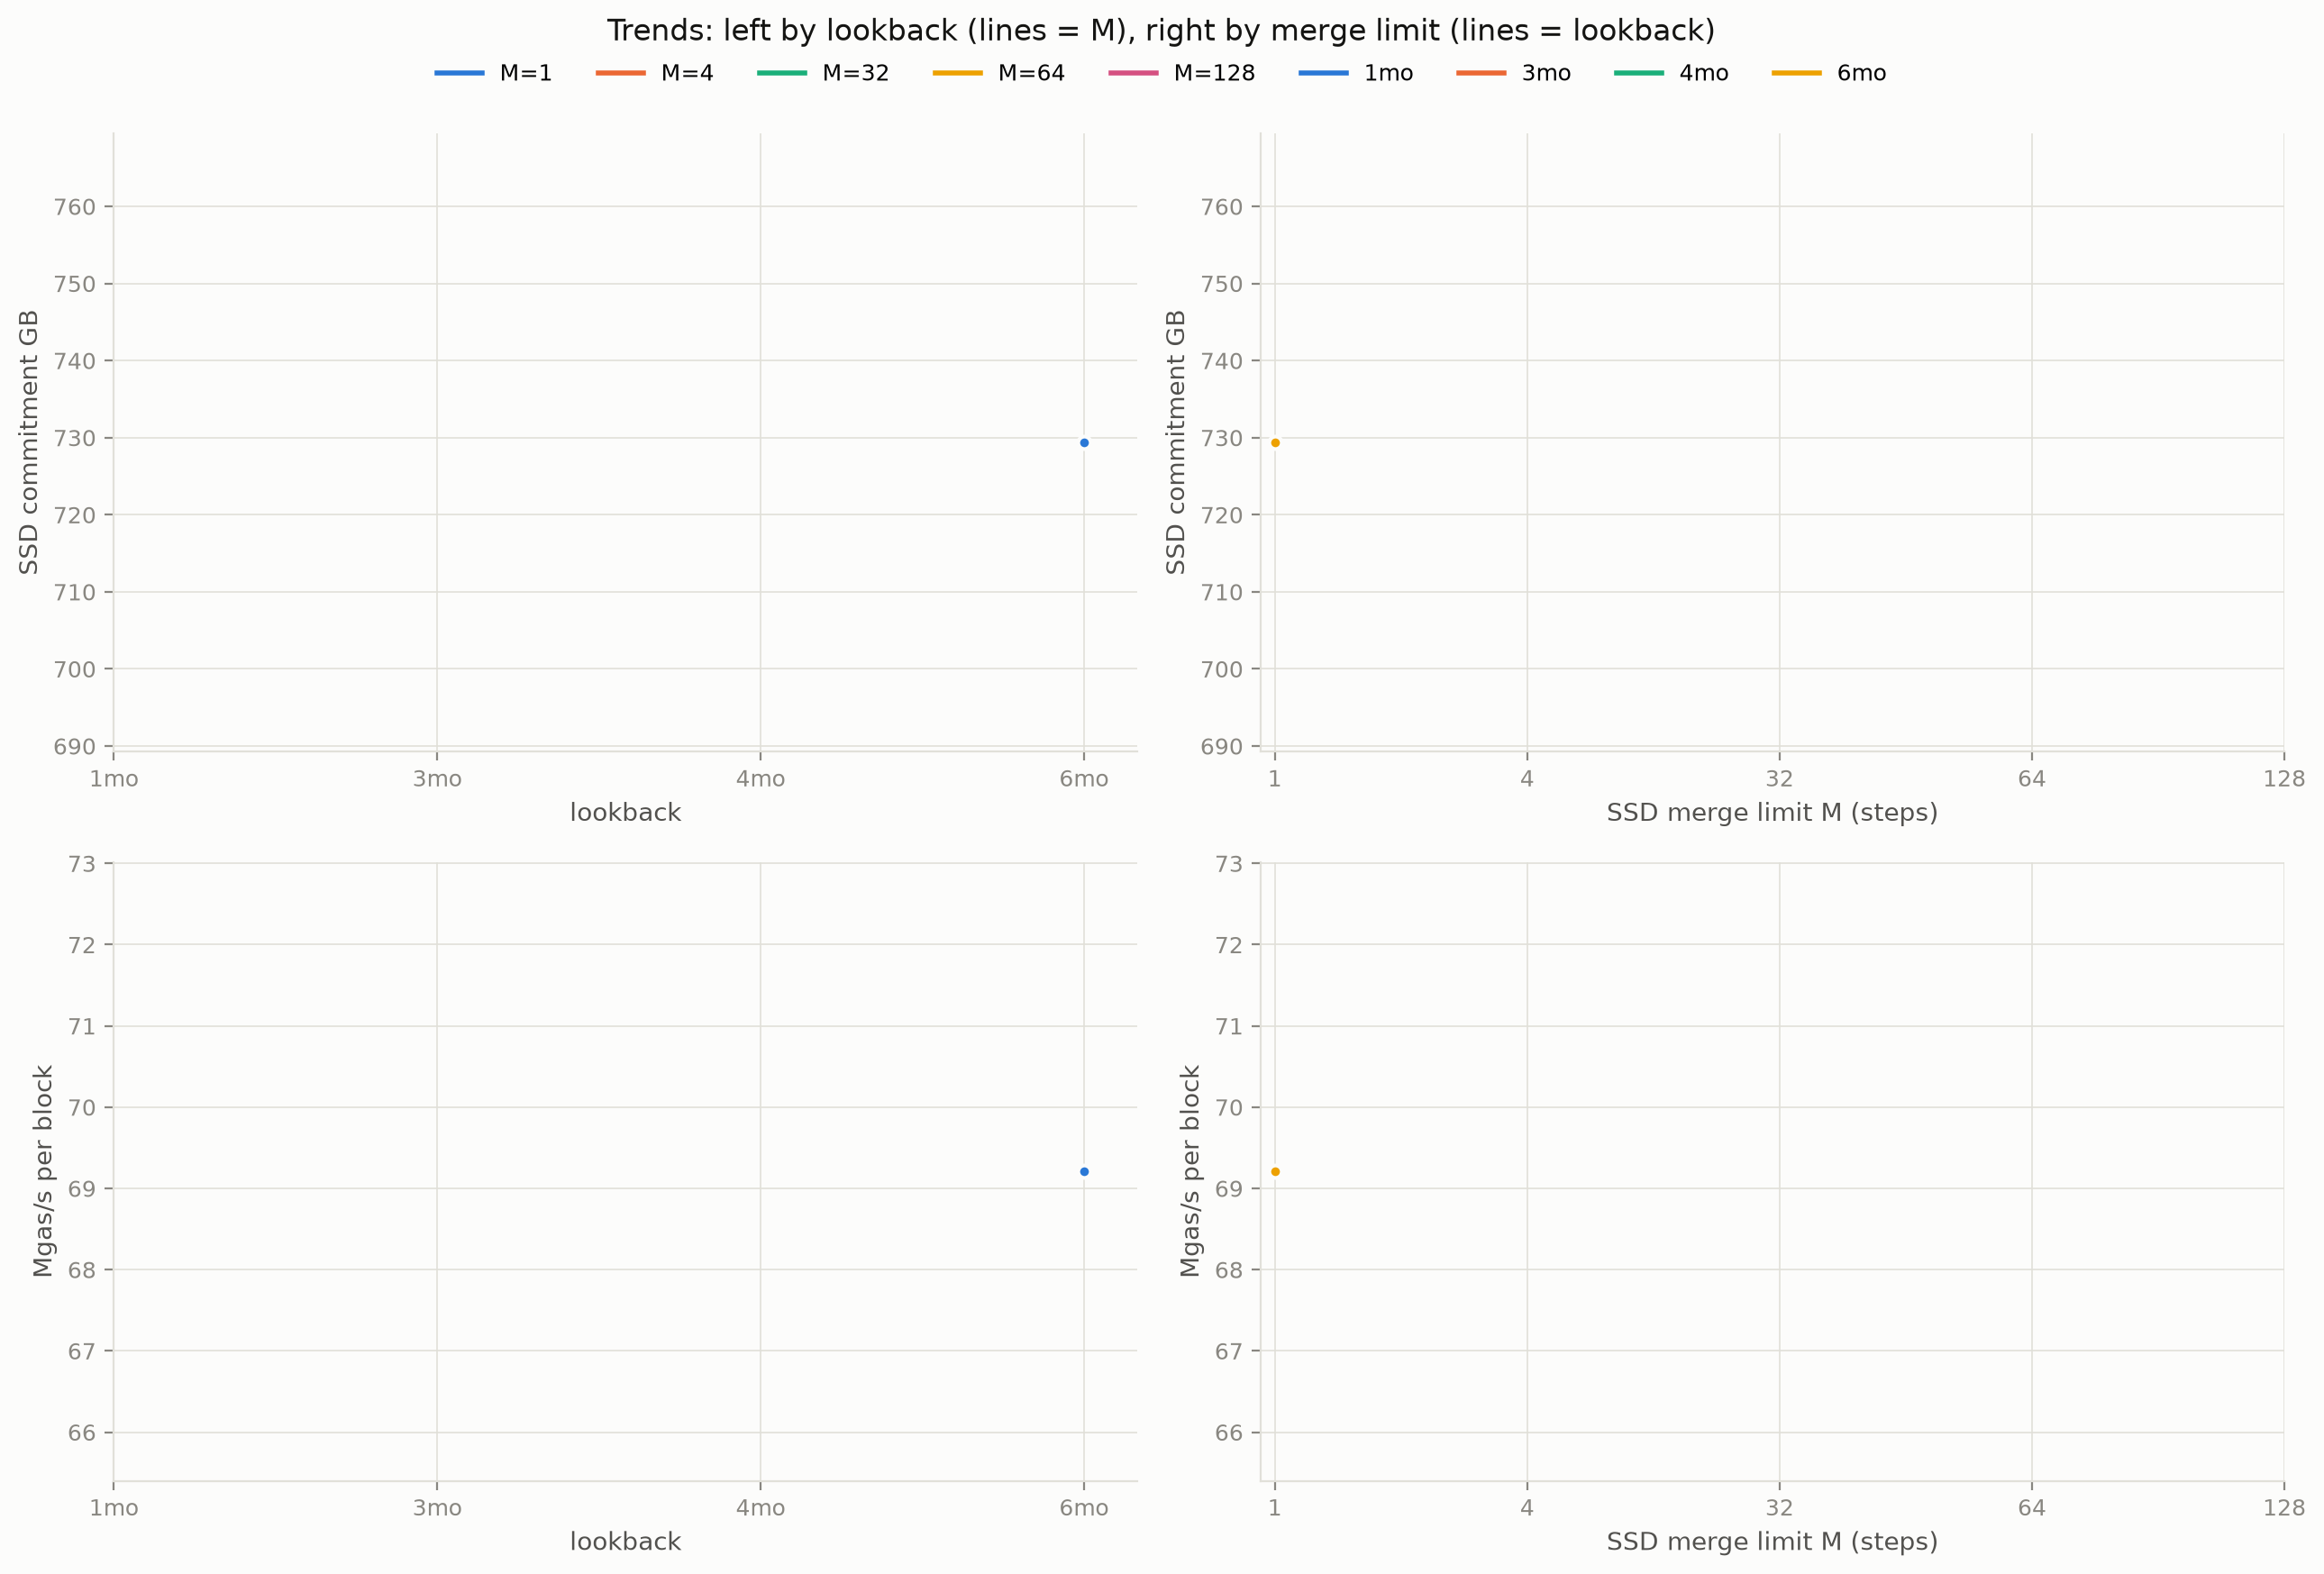 Trends: left by lookback (lines = M), right by merge limit (lines = lookback)
M=1 M=4 M=32 M=64 M=128 1mo 3mo 4mo 6mo
SSD commitment GB
760
750
740
730
720
710
700
690
1mo 3mo 4mo 6mo
lookback
SSD commitment GB
760
750
740
730
720
710
700
690
1 4 32 64 128
SSD merge limit M (steps)
Mgas/s per block
73
72
71
70
69
68
67
66
1mo 3mo 4mo 6mo
lookback
Mgas/s per block
73
72
71
70
69
68
67
66
1 4 32 64 128
SSD merge limit M (steps)